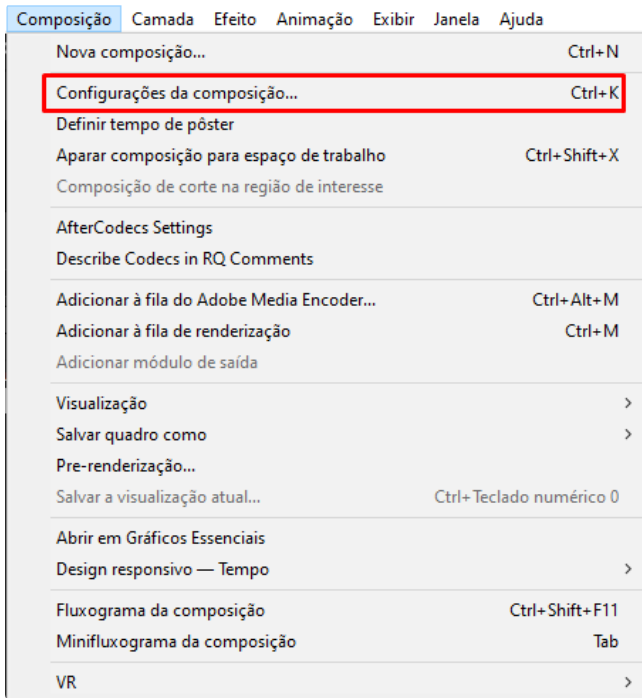 Composição Camada Efeito Animação Exibir Janela Ajuda
Nova composição... Ctrl+N
Configurações da composição... Ctrl+K
Definir tempo de pôster
Aparar composição para espaço de trabalho Ctrl+Shift+X
Composição de corte na região de interesse
AfterCodecs Settings
Describe Codecs in RQ Comments
Adicionar à fila do Adobe Media Encoder... Ctrl+Alt+M
Adicionar à fila de renderização Ctrl+M
Adicionar módulo de saída
Visualização
Salvar quadro como
Pre-renderização...
Salvar a visualização atual... Ctrl+Teclado numérico 0
Abrir em Gráficos Essenciais
Design responsivo — Tempo
Fluxograma da composição Ctrl+Shift+F11
Minifluxograma da composição Tab
VR